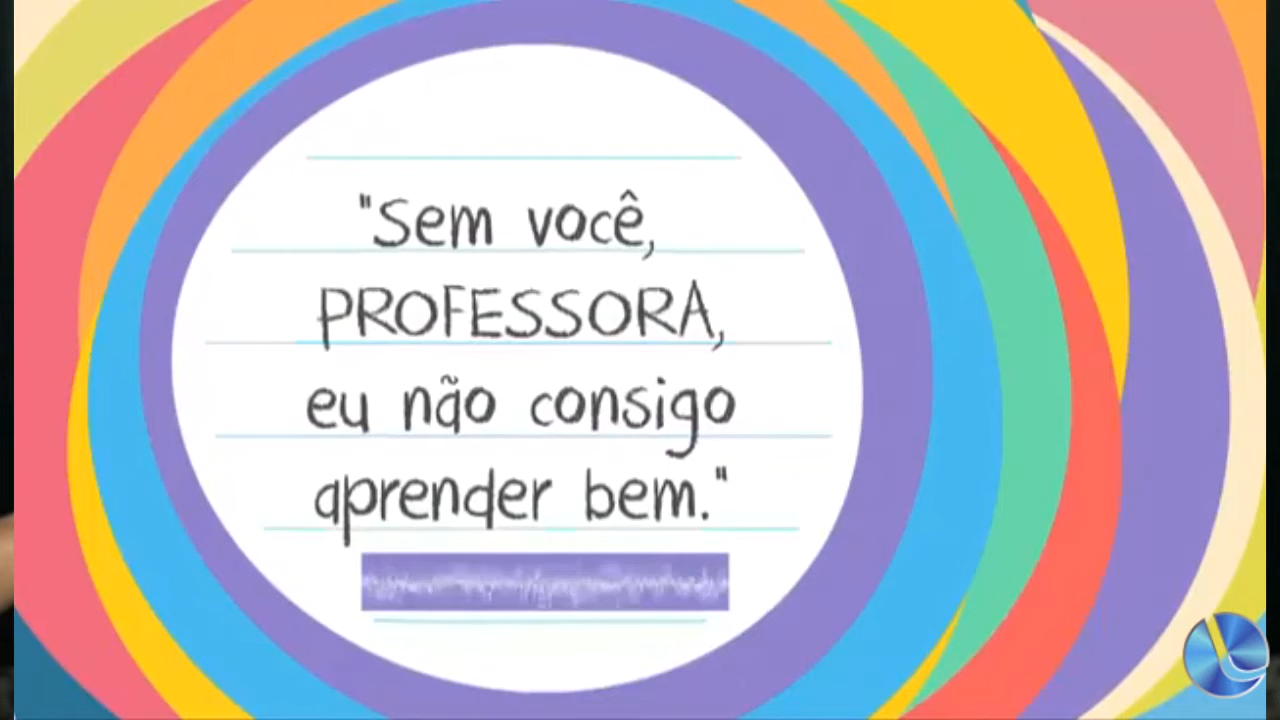 "Sem você,
PROFESSORA,
eu não consigo
aprender bem."